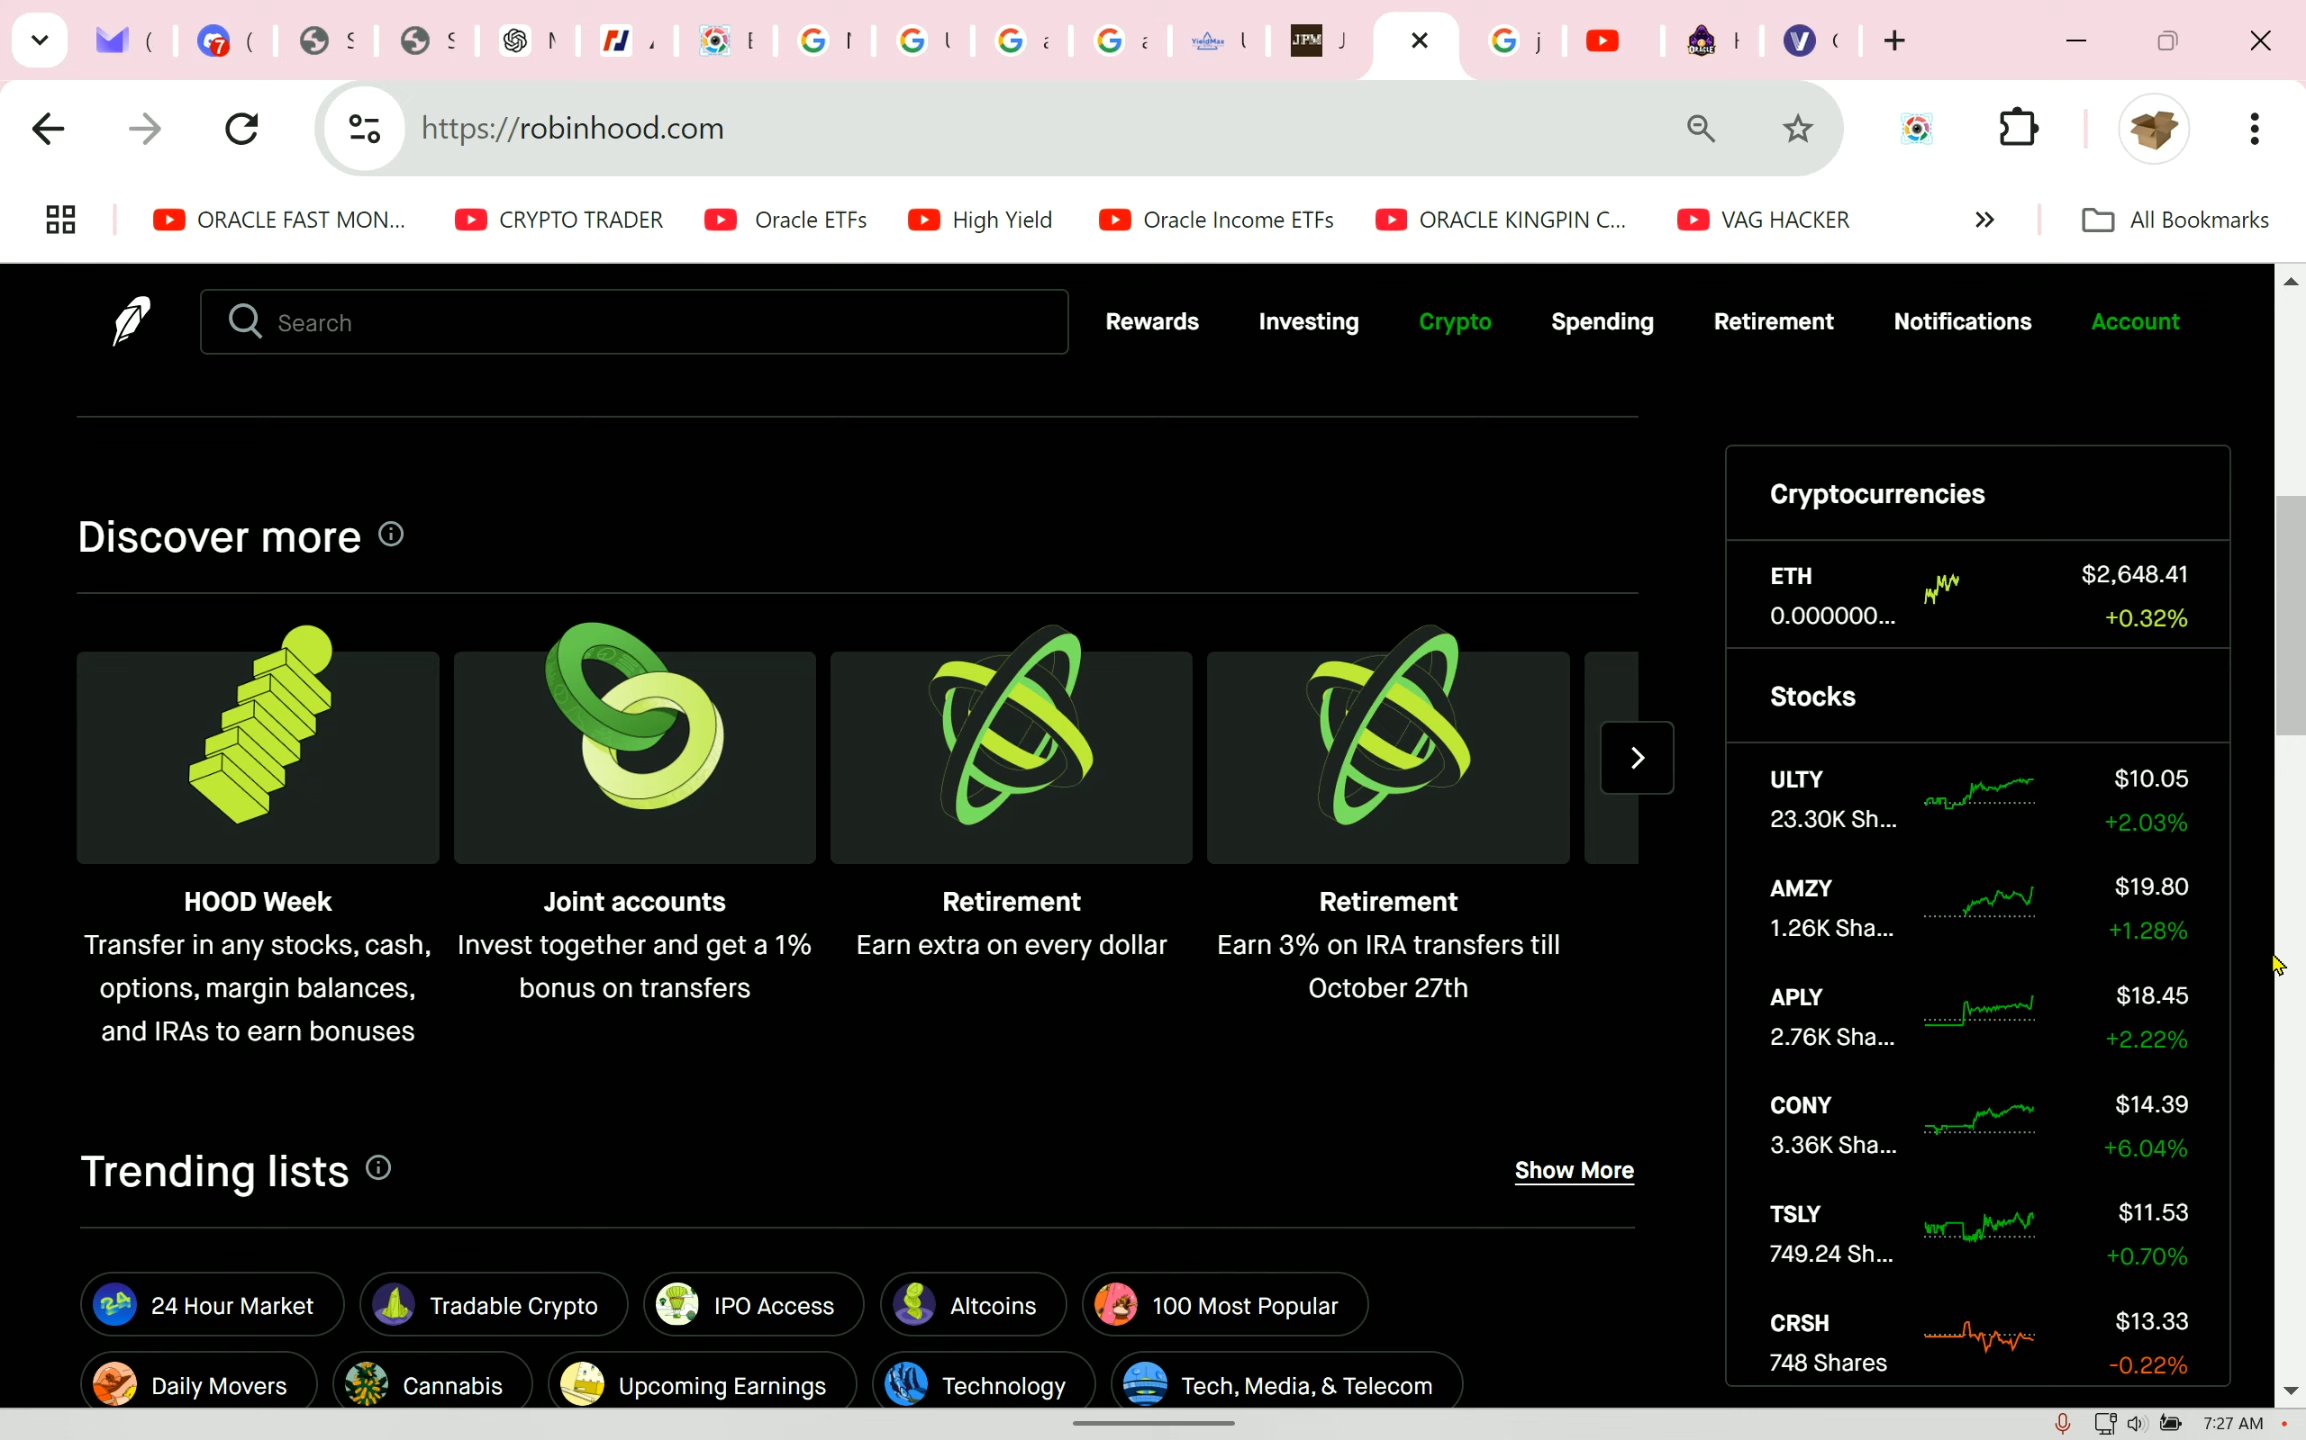 7
JPM
YieldMax
ORACLE
https://robinhood.com
ORACLE FAST MON... CRYPTO TRADER Oracle ETFs High Yield Oracle Income ETFs ORACLE KINGPIN C... VAG HACKER All Bookmarks
Search Rewards Investing Crypto Spending Retirement Notifications Account
Discover more
HOOD Week
Transfer in any stocks, cash,
options, margin balances,
and IRAs to earn bonuses
Joint accounts
Invest together and get a 1%
bonus on transfers
Retirement
Earn extra on every dollar
Retirement
Earn 3% on IRA transfers till
October 27th
Trending lists
Show More
24 Hour Market Tradable Crypto IPO Access Altcoins 100 Most Popular
Daily Movers Cannabis Upcoming Earnings Technology Tech, Media, & Telecom
Cryptocurrencies
ETH $2,648.41
0.000000... +0.32%
Stocks
ULTY $10.05
23.30K Sh... +2.03%
AMZY $19.80
1.26K Sha... +1.28%
APLY $18.45
2.76K Sha... +2.22%
CONY $14.39
3.36K Sha... +6.04%
TSLY $11.53
749.24 Sh... +0.70%
CRSH $13.33
748 Shares -0.22%
7:27 AM